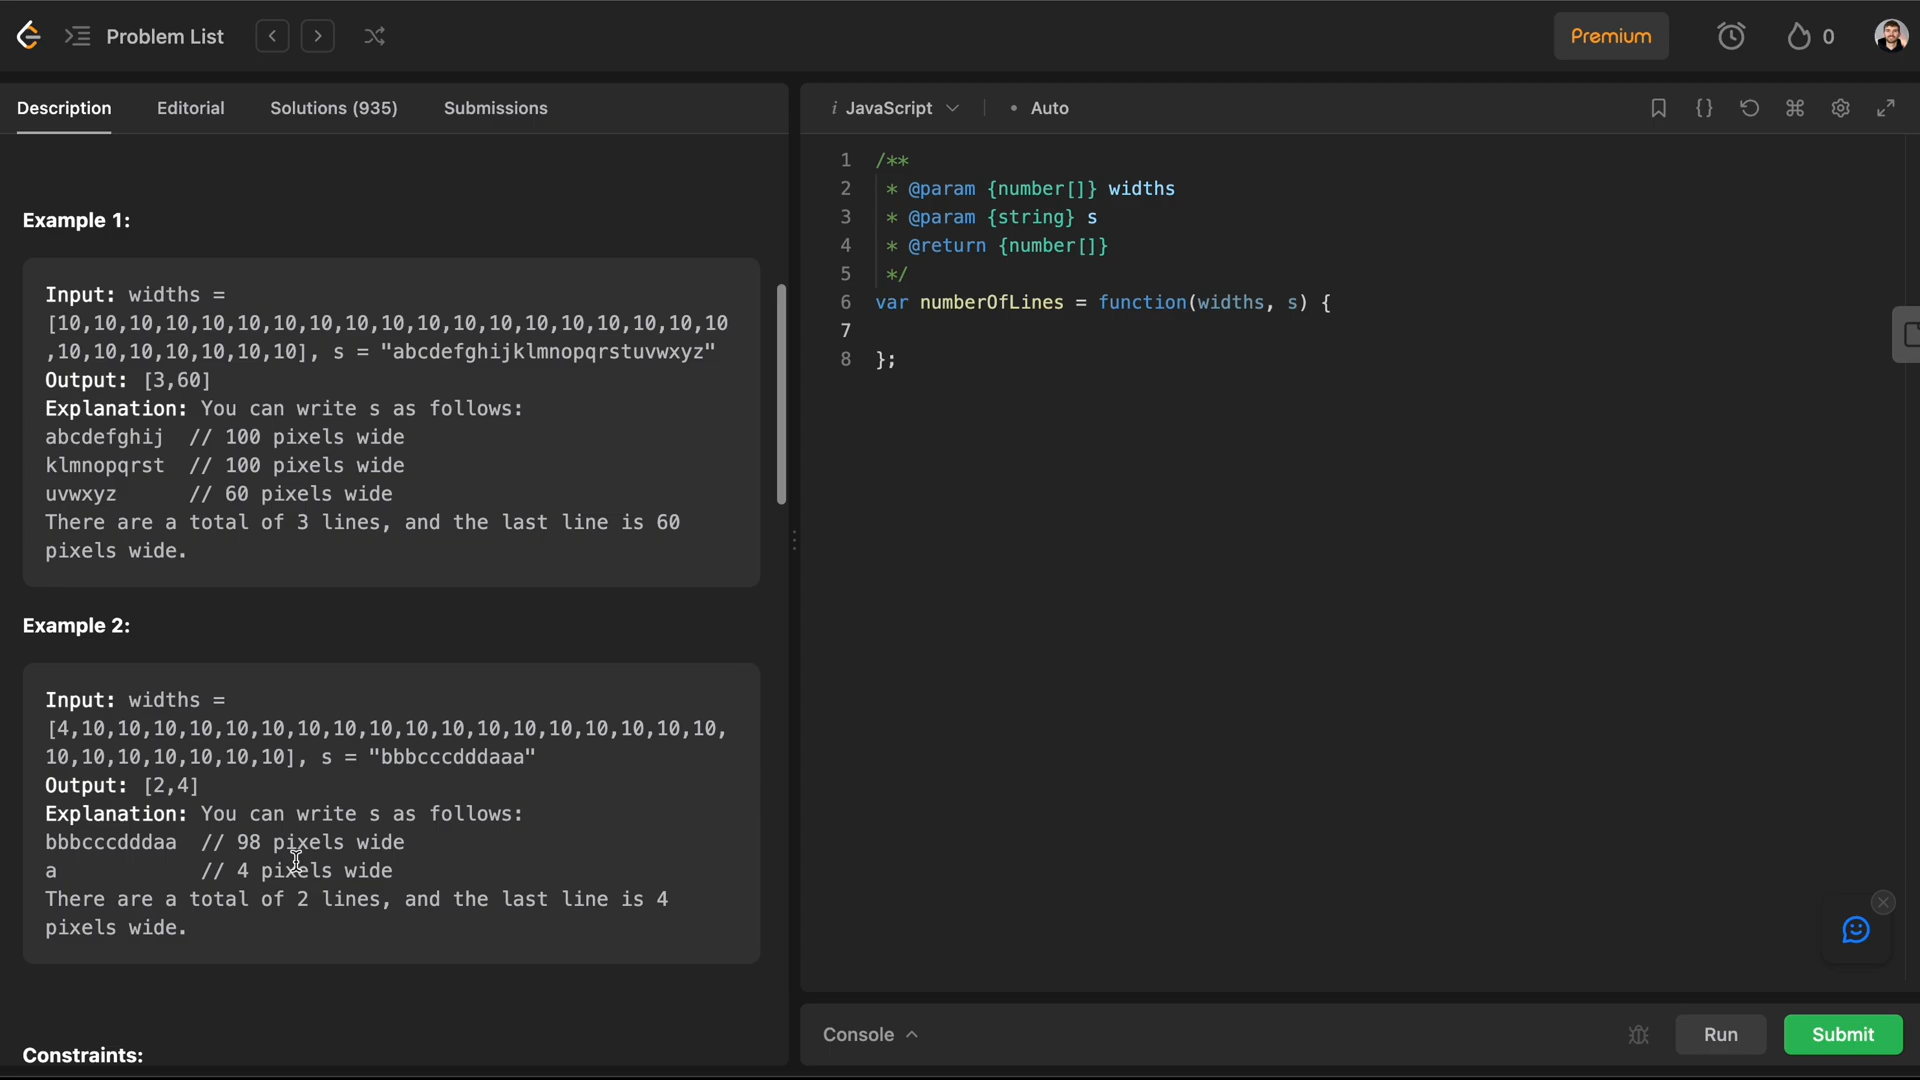 Problem List
Premium
0
Description Editorial Solutions (935) Submissions
Example 1:
Input: widths =
[10,10,10,10,10,10,10,10,10,10,10,10,10,10,10,10,10,10,10
,10,10,10,10,10,10,10], s = "abcdefghijklmnopqrstuvwxyz"
Output: [3,60]
Explanation: You can write s as follows:
abcdefghij // 100 pixels wide
klmnopqrst // 100 pixels wide
uvwxyz // 60 pixels wide
There are a total of 3 lines, and the last line is 60
pixels wide.
Example 2:
Input: widths =
[4,10,10,10,10,10,10,10,10,10,10,10,10,10,10,10,10,10,10,
10,10,10,10,10,10,10], s = "bbbcccdddaaa"
Output: [2,4]
Explanation: You can write s as follows:
bbbcccdddaa // 98 pixels wide
a // 4 pixels wide
There are a total of 2 lines, and the last line is 4
pixels wide.
Constraints:
i JavaScript • Auto
1 /**
2 * @param {number[]} widths
3 * @param {string} s
4 * @return {number[]}
5 */
6 var numberOfLines = function(widths, s) {
7
8 };
Console
Run
Submit